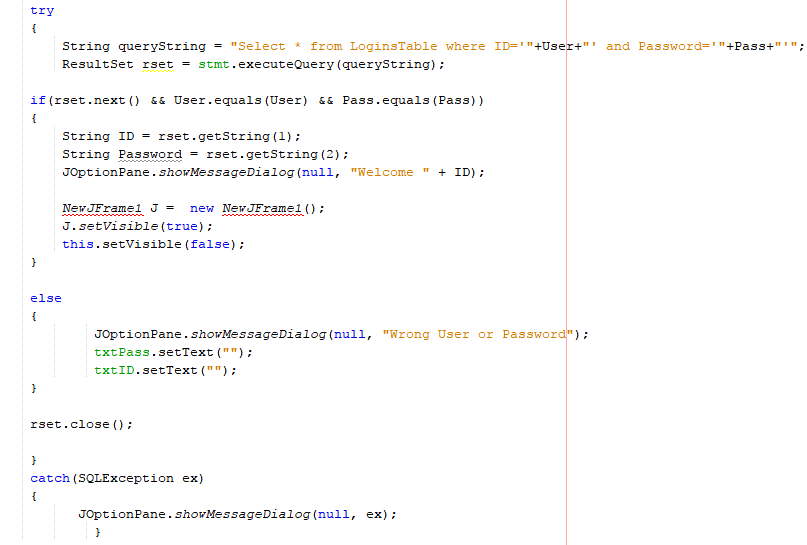 try
{
String queryString = "Select * from LoginsTable where ID='"+User+"' and Password='"+Pass+"'";
ResultSet rset = stmt.executeQuery(queryString);
if(rset.next() && User.equals(User) && Pass.equals(Pass))
{
String ID = rset.getString(1);
String Password = rset.getString(2);
JOptionPane.showMessageDialog(null, "Welcome " + ID);
NewJFrame1 J =  new NewJFrame1();
J.setVisible(true);
this.setVisible(false);
}
else
{
JOptionPane.showMessageDialog(null, "Wrong User or Password");
txtPass.setText("");
txtID.setText("");
}
rset.close();
}
catch(SQLException ex)
{
JOptionPane.showMessageDialog(null, ex);
}